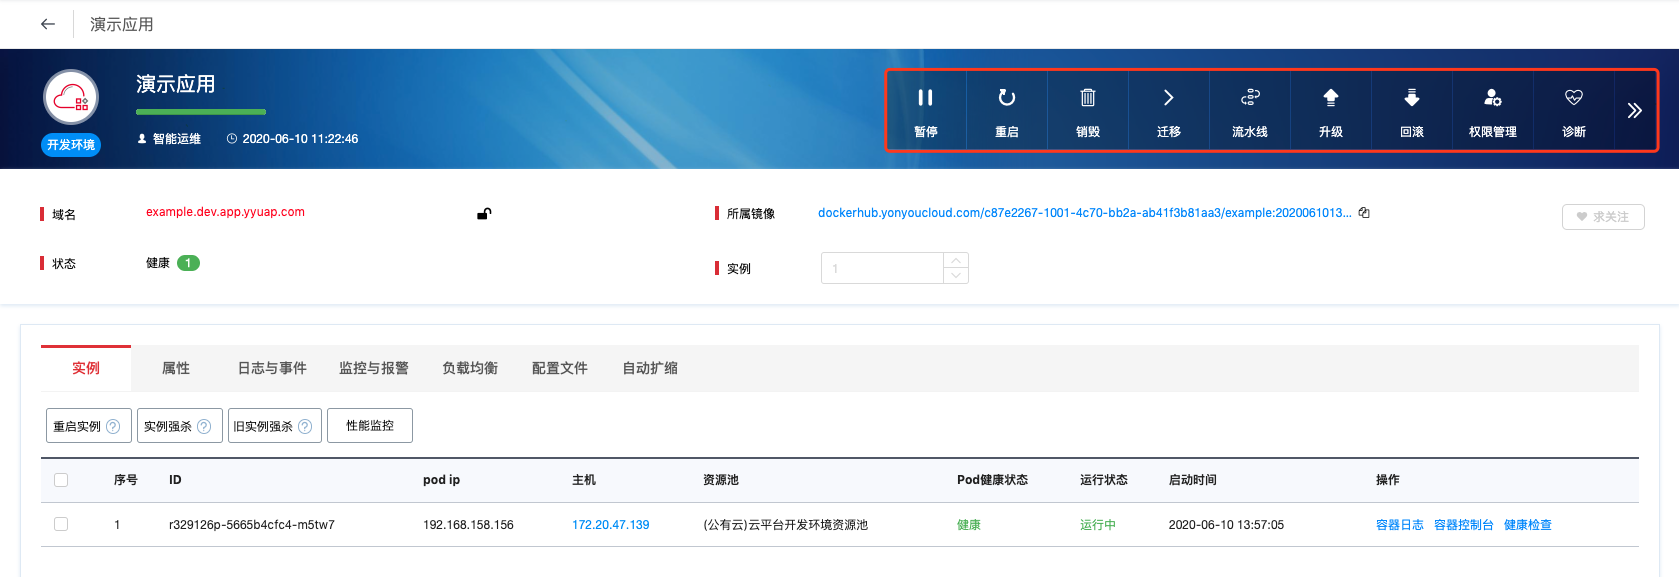 演示应用
演示应用
开发环境
智能运维 2020-06-10 11:22:46
暂停 重启 销毁 迁移 流水线 升级 回滚 权限管理 诊断
域名 example.dev.app.yyuap.com
所属镜像 dockerhub.yonyoucloud.com/c87e2267-1001-4c70-bb2a-ab41f3b81aa3/example:2020061013...
求关注
状态 健康 1
实例 1
实例 属性 日志与事件 监控与报警 负载均衡 配置文件 自动扩缩
重启实例 ? 实例强杀 ? 旧实例强杀 ? 性能监控
序号 ID pod ip 主机 资源池 Pod健康状态 运行状态 启动时间 操作
1 r329126p-5665b4cfc4-m5tw7 192.168.158.156 172.20.47.139 (公有云)云平台开发环境资源池 健康 运行中 2020-06-10 13:57:05 容器日志 容器控制台 健康检查